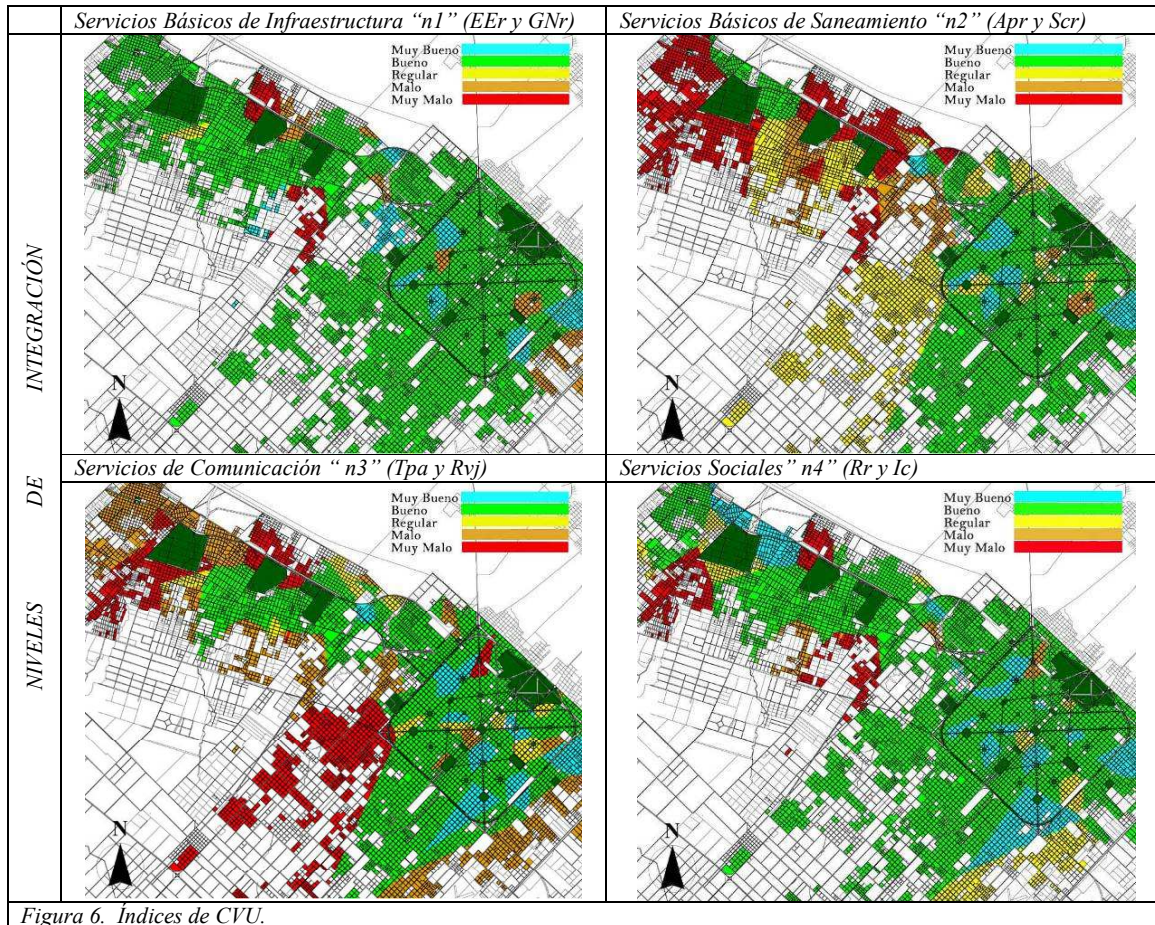 Servicios Básicos de Infraestructura “n1” (EEr y GNr)
Servicios Básicos de Saneamiento “n2” (Apr y Scr)
Muy Bueno
Bueno
Regular
Malo
Muy Malo
N
Muy Bueno
Bueno
Regular
Malo
Muy Malo
N
NIVELES DE INTEGRACIÓN
Servicios de Comunicación “ n3” (Tpa y Rvj)
Servicios Sociales” n4” (Rr y Ic)
Muy Bueno
Bueno
Regular
Malo
Muy Malo
N
Muy Bueno
Bueno
Regular
Malo
Muy Malo
N
Figura 6. Índices de CVU.